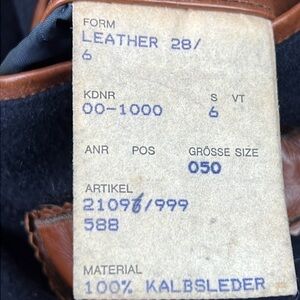 FORM
LEATHER 28/
6
KDNR S VT
00-1000 6
ANR POS GRÖSSE SIZE
050
ARTIKEL
21096/999
588
MATERIAL
100% KALBSLEDER